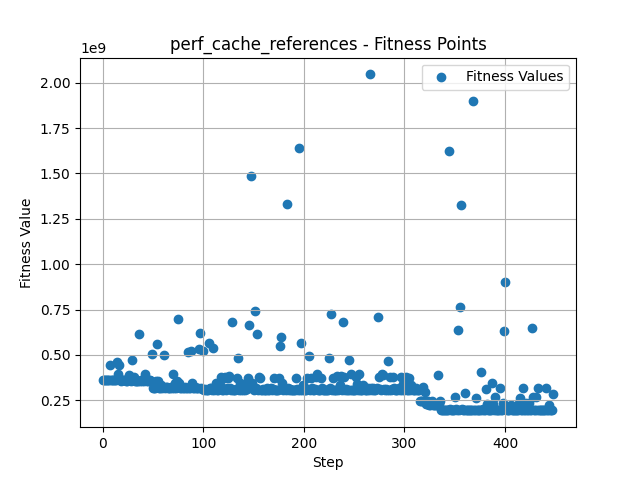 perf_cache_references - Fitness Points
1e9
Fitness Values
2.00
1.75
1.50
1.25
1.00
0.75
0.50
0.25
Fitness Value
0
100
200
300
400
Step